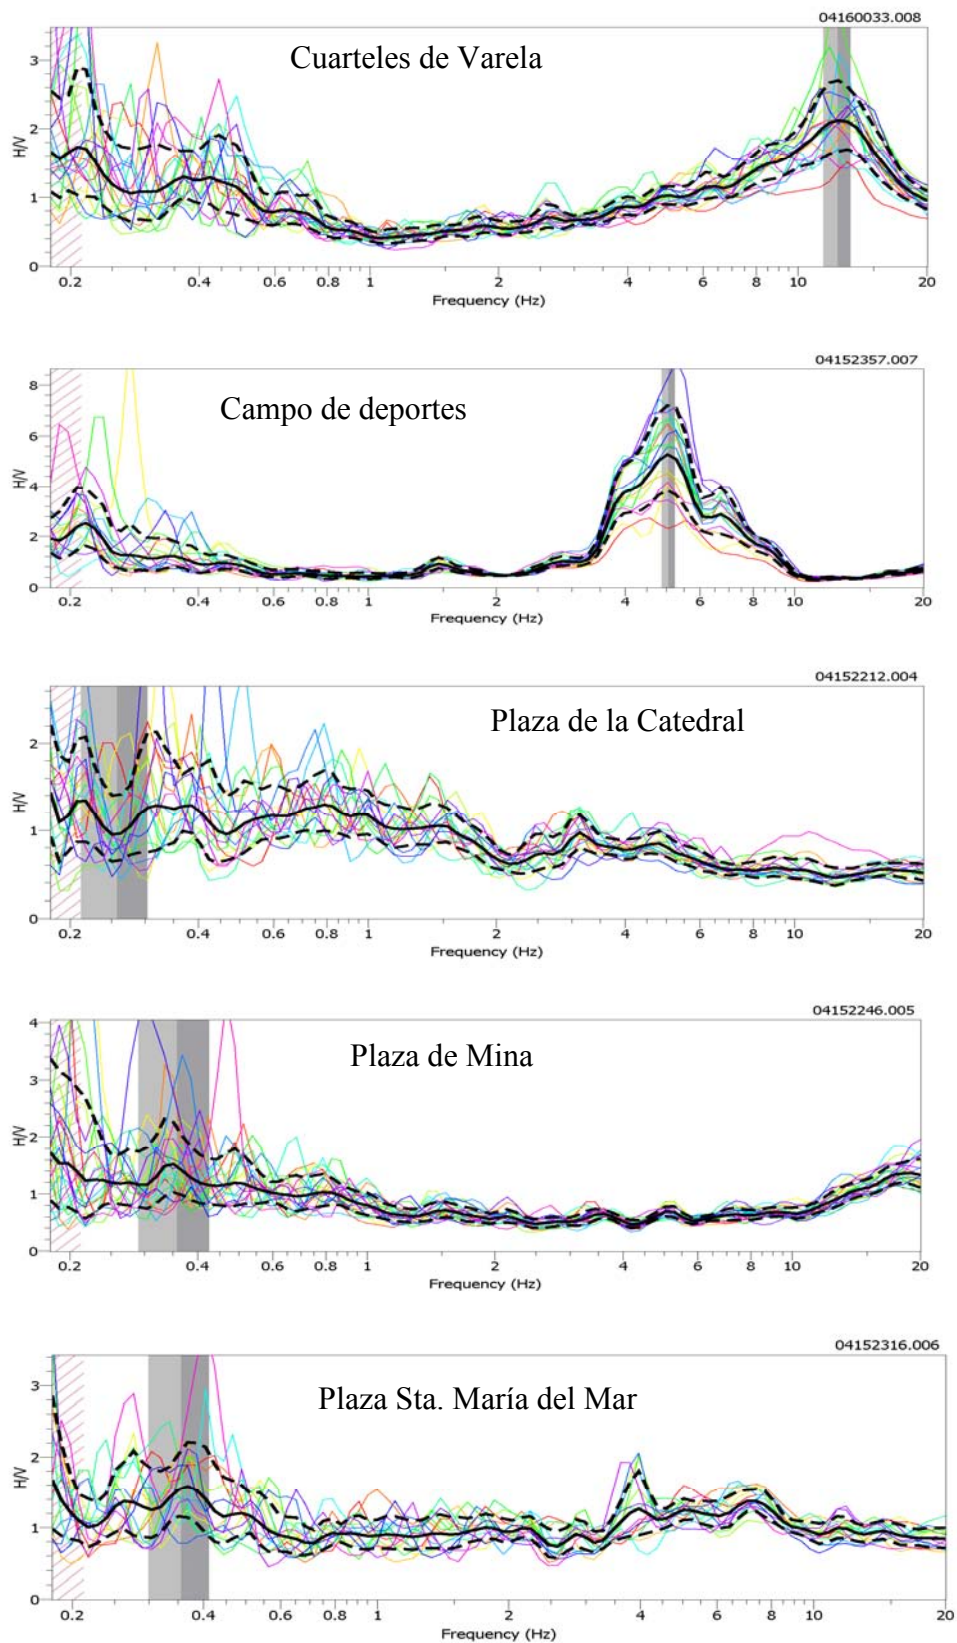 04160033.008
Cuarteles de Varela
3
2
1
0
H/V
0.2 0.4 0.6 0.8 1 2 4 6 8 10 20
Frequency (Hz)
04152357.007
Campo de deportes
8
6
4
2
0
H/V
0.2 0.4 0.6 0.8 1 2 4 6 8 10 20
Frequency (Hz)
04152212.004
Plaza de la Catedral
2
1
0
H/V
0.2 0.4 0.6 0.8 1 2 4 6 8 10 20
Frequency (Hz)
04152246.005
Plaza de Mina
4
3
2
1
0
H/V
0.2 0.4 0.6 0.8 1 2 4 6 8 10 20
Frequency (Hz)
04152316.006
Plaza Sta. María del Mar
3
2
1
0
H/V
0.2 0.4 0.6 0.8 1 2 4 6 8 10 20
Frequency (Hz)